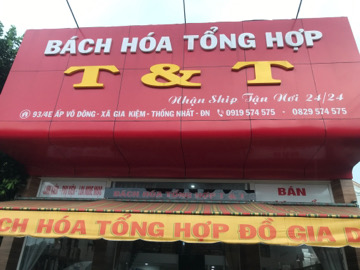 BÁCH HÓA TỔNG HỢP
T & T
Nhận Ship Tận Nơi 24/24
93/4E ẤP VÕ DÕNG - XÃ GIA KIỆM - THỐNG NHẤT - ĐN 0919 574 575 - 0829 574 575
BÁN
BÁCH HÓA TỔNG HỢP ĐỒ GIA D